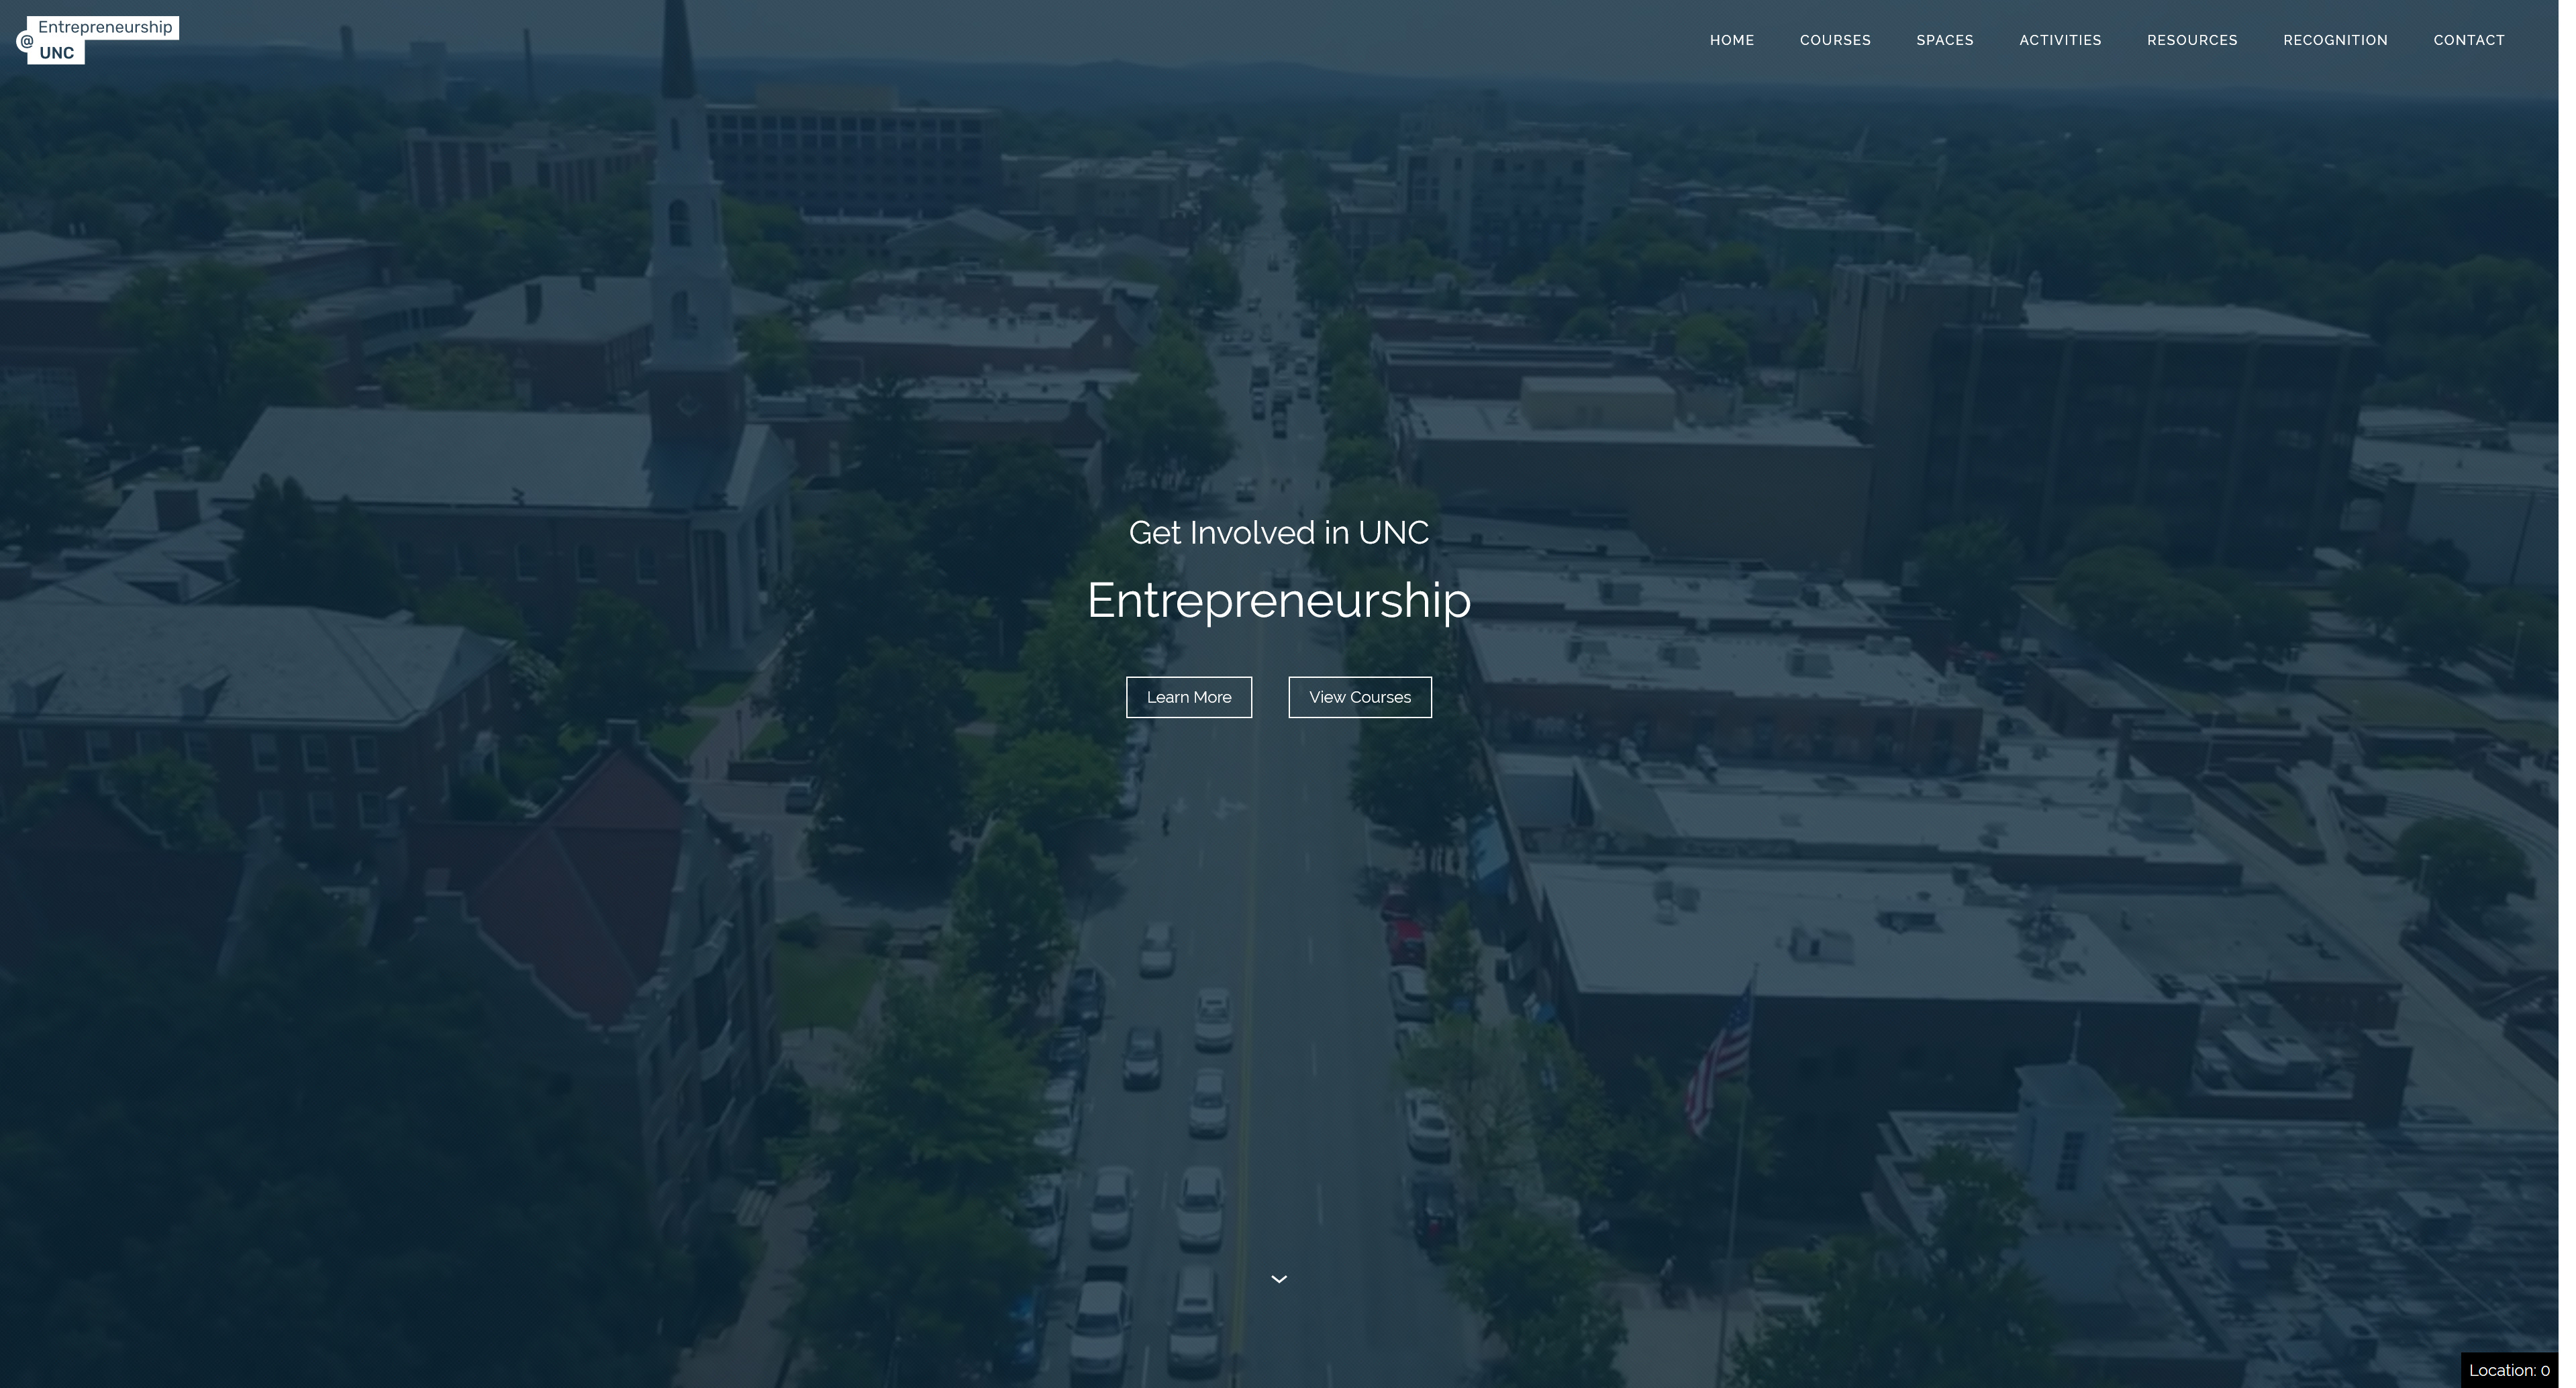 Entrepreneurship
@
UNC
HOME COURSES SPACES ACTIVITIES RESOURCES RECOGNITION CONTACT
Get Involved in UNC
Entrepreneurship
Learn More View Courses
Location: 0